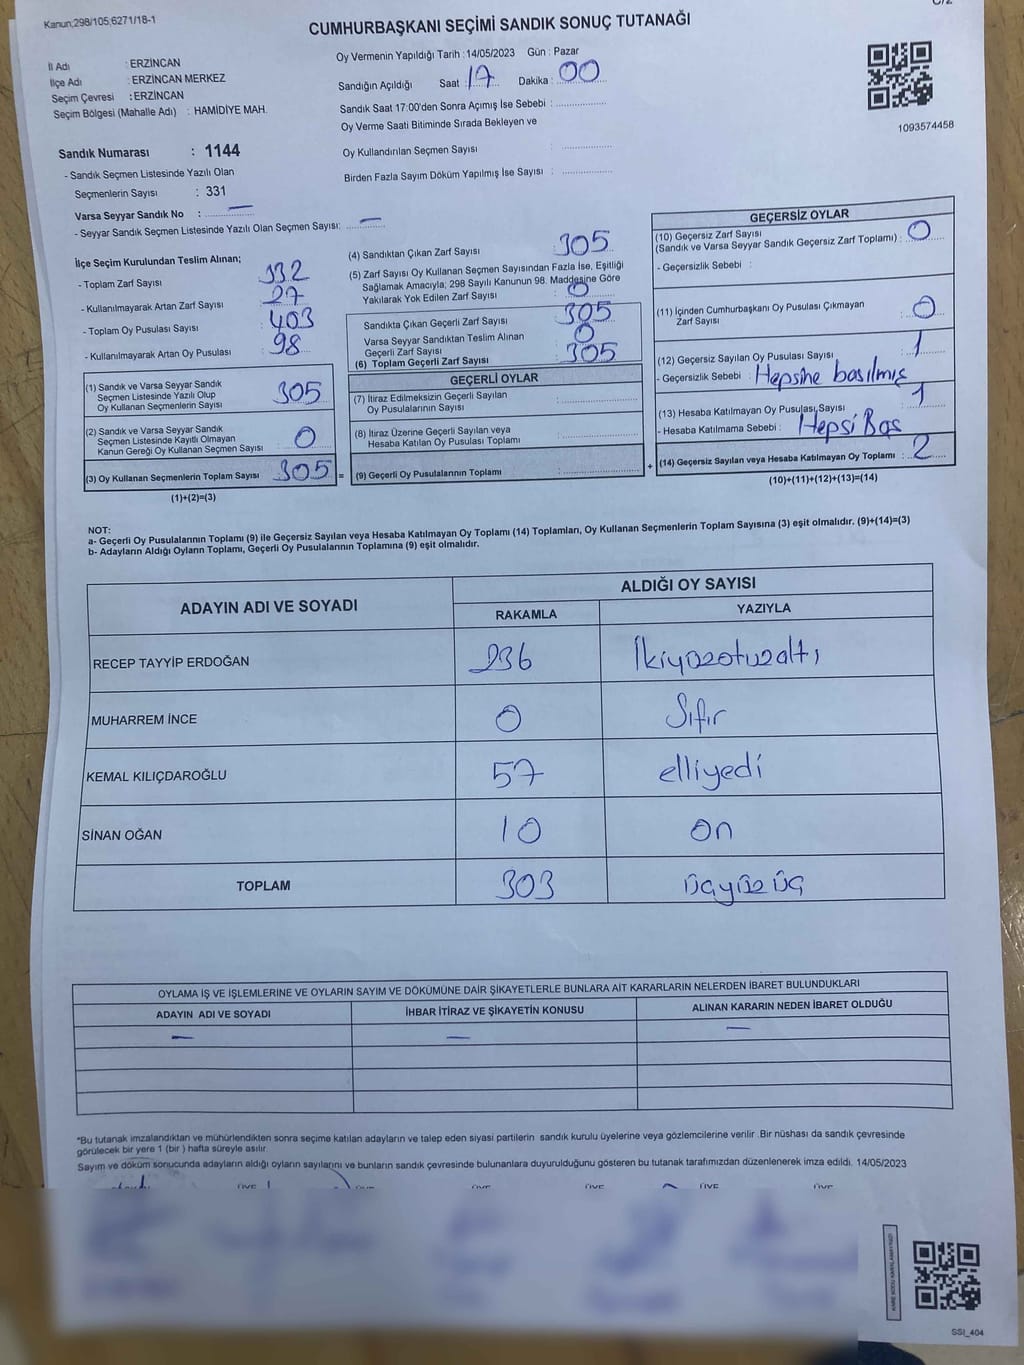 Kanun;298/105;6271/18-1
CUMHURBAŞKANI SEÇİMİ SANDIK SONUÇ TUTANAĞI
İl Adı : ERZİNCAN
İlçe Adı : ERZİNCAN MERKEZ
Seçim Çevresi : ERZİNCAN
Seçim Bölgesi (Mahalle Adı) : HAMİDİYE MAH.
Oy Vermenin Yapıldığı Tarih : 14/05/2023 Gün : Pazar
Sandığın Açıldığı Saat : 17 Dakika : 00
Sandık Saat 17:00'den Sonra Açımış İse Sebebi :
Oy Verme Saati Bitiminde Sırada Bekleyen ve
Oy Kullandırılan Seçmen Sayısı :
Birden Fazla Sayım Döküm Yapılmış İse Sayısı :
1093574458
Sandık Numarası : 1144
- Sandık Seçmen Listesinde Yazılı Olan
Seçmenlerin Sayısı : 331
Varsa Seyyar Sandık No : —
- Seyyar Sandık Seçmen Listesinde Yazılı Olan Seçmen Sayısı: —
İlçe Seçim Kurulundan Teslim Alınan;
- Toplam Zarf Sayısı 332
- Kullanılmayarak Artan Zarf Sayısı 27
- Toplam Oy Pusulası Sayısı 403
- Kullanılmayarak Artan Oy Pusulası 98
(1) Sandık ve Varsa Seyyar Sandık
Seçmen Listesinde Yazılı Olup
Oy Kullanan Seçmenlerin Sayısı 305
(2) Sandık ve Varsa Seyyar Sandık
Seçmen Listesinde Kayıtlı Olmayan
Kanun Gereği Oy Kullanan Seçmen Sayısı 0
(3) Oy Kullanan Seçmenlerin Toplam Sayısı 305 =
(1)+(2)=(3)
(4) Sandıktan Çıkan Zarf Sayısı 305
(5) Zarf Sayısı Oy Kullanan Seçmen Sayısından Fazla İse, Eşitliği
Sağlamak Amacıyla; 298 Sayılı Kanunun 98. Maddesine Göre
Yakılarak Yok Edilen Zarf Sayısı : 0
Sandıkta Çıkan Geçerli Zarf Sayısı : 305
Varsa Seyyar Sandıktan Teslim Alınan
Geçerli Zarf Sayısı : 0
(6) Toplam Geçerli Zarf Sayısı : 305
GEÇERLİ OYLAR
(7) İtiraz Edilmeksizin Geçerli Sayılan
Oy Pusulalarının Sayısı :
(8) İtiraz Üzerine Geçerli Sayılan veya
Hesaba Katılan Oy Pusulası Toplamı :
(9) Geçerli Oy Pusulalarının Toplamı : +
GEÇERSİZ OYLAR
(10) Geçersiz Zarf Sayısı
(Sandık ve Varsa Seyyar Sandık Geçersiz Zarf Toplamı) : 0
- Geçersizlik Sebebi :
(11) İçinden Cumhurbaşkanı Oy Pusulası Çıkmayan
Zarf Sayısı : 0
(12) Geçersiz Sayılan Oy Pusulası Sayısı : 1
- Geçersizlik Sebebi : Hepsine basılmış
(13) Hesaba Katılmayan Oy Pusulası Sayısı : 1
- Hesaba Katılmama Sebebi : Hepsi Boş
(14) Geçersiz Sayılan veya Hesaba Katılmayan Oy Toplamı : 2
(10)+(11)+(12)+(13)=(14)
NOT:
a- Geçerli Oy Pusulalarının Toplamı (9) ile Geçersiz Sayılan veya Hesaba Katılmayan Oy Toplamı (14) Toplamları, Oy Kullanan Seçmenlerin Toplam Sayısına (3) eşit olmalıdır. (9)+(14)=(3)
b- Adayların Aldığı Oyların Toplamı, Geçerli Oy Pusulalarının Toplamına (9) eşit olmalıdır.
ADAYIN ADI VE SOYADI
ALDIĞI OY SAYISI
RAKAMLA YAZIYLA
RECEP TAYYİP ERDOĞAN 236 İkiyüzotuzaltı
MUHARREM İNCE 0 Sıfır
KEMAL KILIÇDAROĞLU 57 elliyedi
SİNAN OĞAN 10 on
TOPLAM 303 üçyüzüç
OYLAMA İŞ VE İŞLEMLERİNE VE OYLARIN SAYIM VE DÖKÜMÜNE DAİR ŞİKAYETLERLE BUNLARA AİT KARARLARIN NELERDEN İBARET BULUNDUKLARI
ADAYIN ADI VE SOYADI İHBAR İTİRAZ VE ŞİKAYETİN KONUSU ALINAN KARARIN NEDEN İBARET OLDUĞU
— — —
*Bu tutanak imzalandıktan ve mühürlendikten sonra seçime katılan adayların ve talep eden siyasi partilerin sandık kurulu üyelerine veya gözlemcilerine verilir .Bir nüshası da sandık çevresinde
görülecek bir yere 1 (bir ) hafta süreyle asılır.
Sayım ve döküm sonucunda adayların aldığı oyların sayılarını ve bunların sandık çevresinde bulunanlara duyurulduğunu gösteren bu tutanak tarafımızdan düzenlenerek imza edildi. 14/05/2023
SSI_404